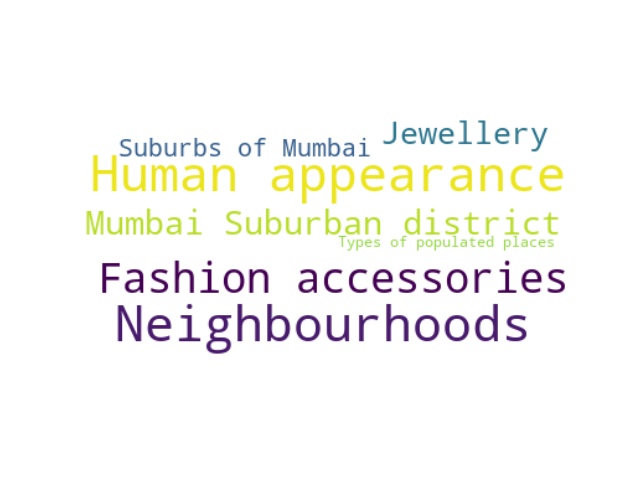 Jewellery
Suburbs of Mumbai
Human appearance
Mumbai Suburban district
Types of populated places
Fashion accessories
Neighbourhoods